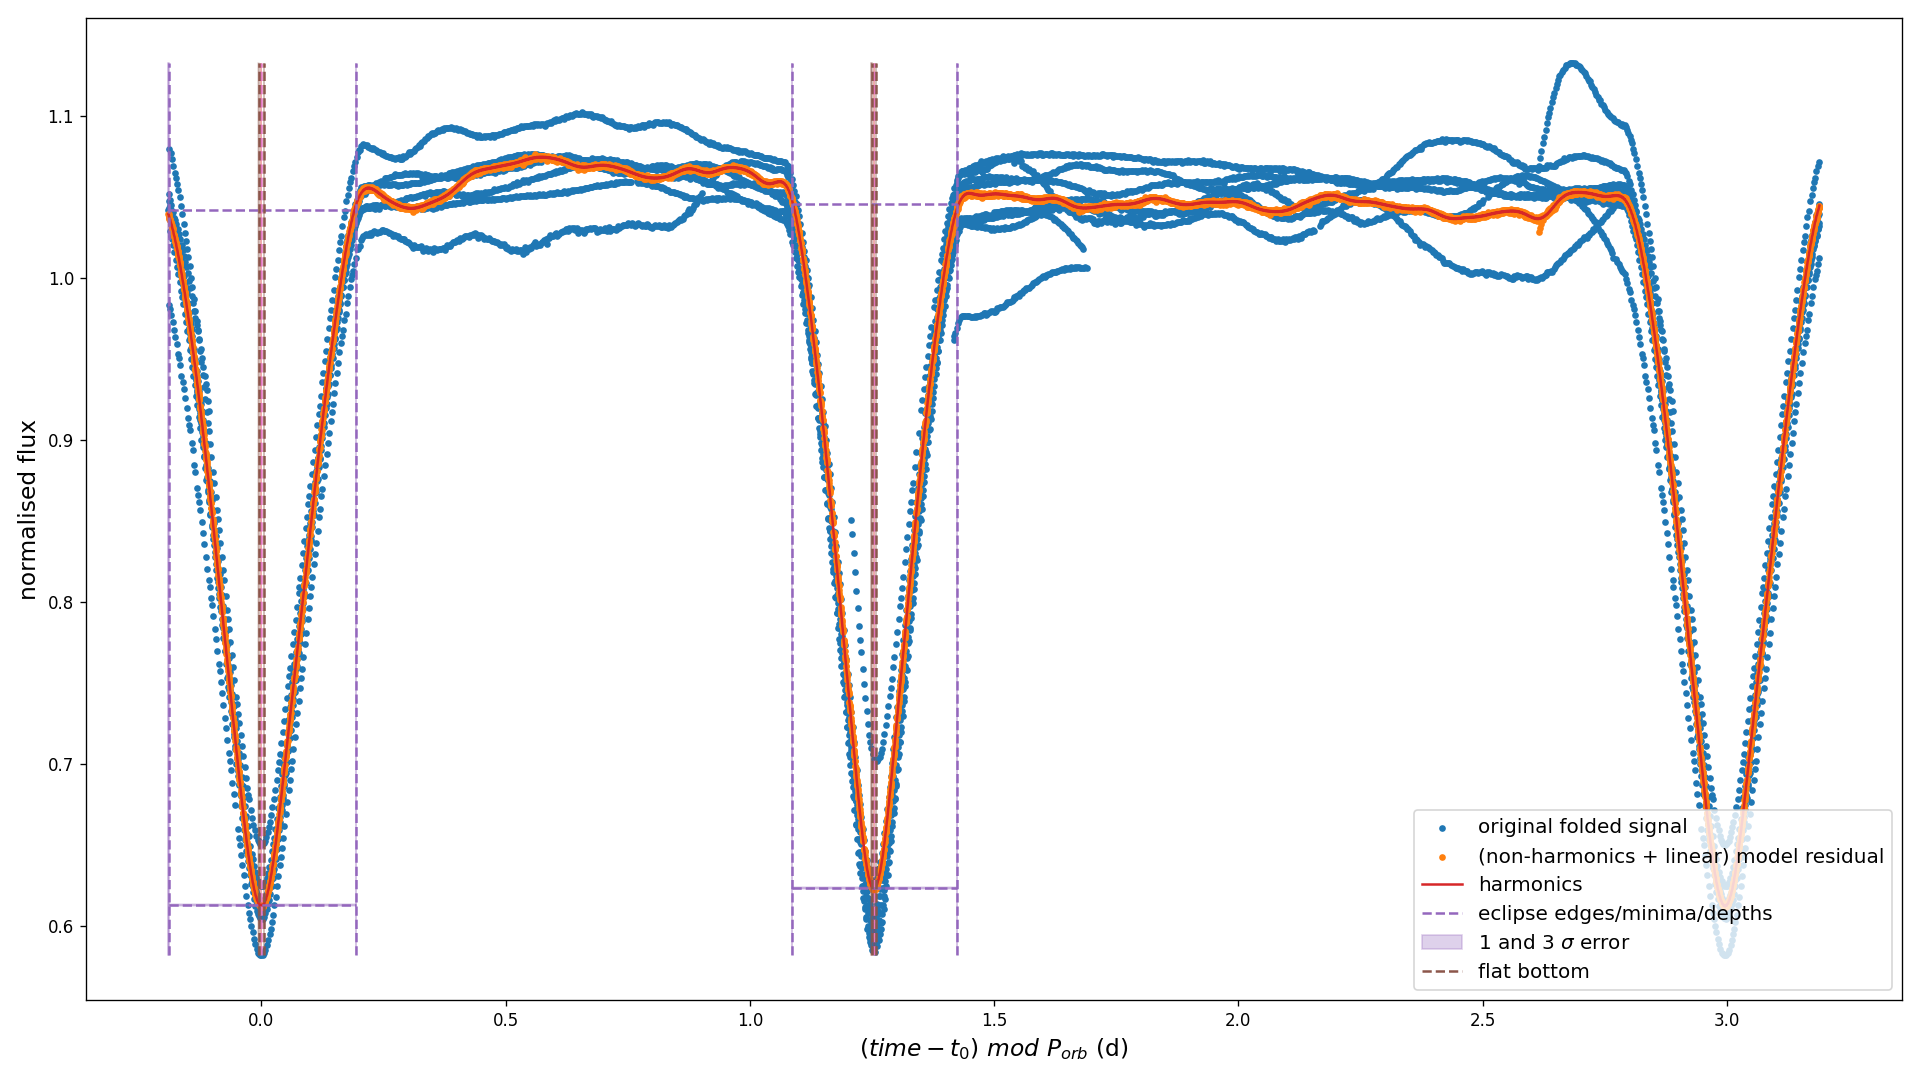 1.1
1.0
0.9
0.8
0.7
0.6
normalised flux
0.0 0.5 1.0 1.5 2.0 2.5 3.0
(time − t₀) mod P_orb (d)
original folded signal
(non-harmonics + linear) model residual
harmonics
eclipse edges/minima/depths
1 and 3 σ error
flat bottom